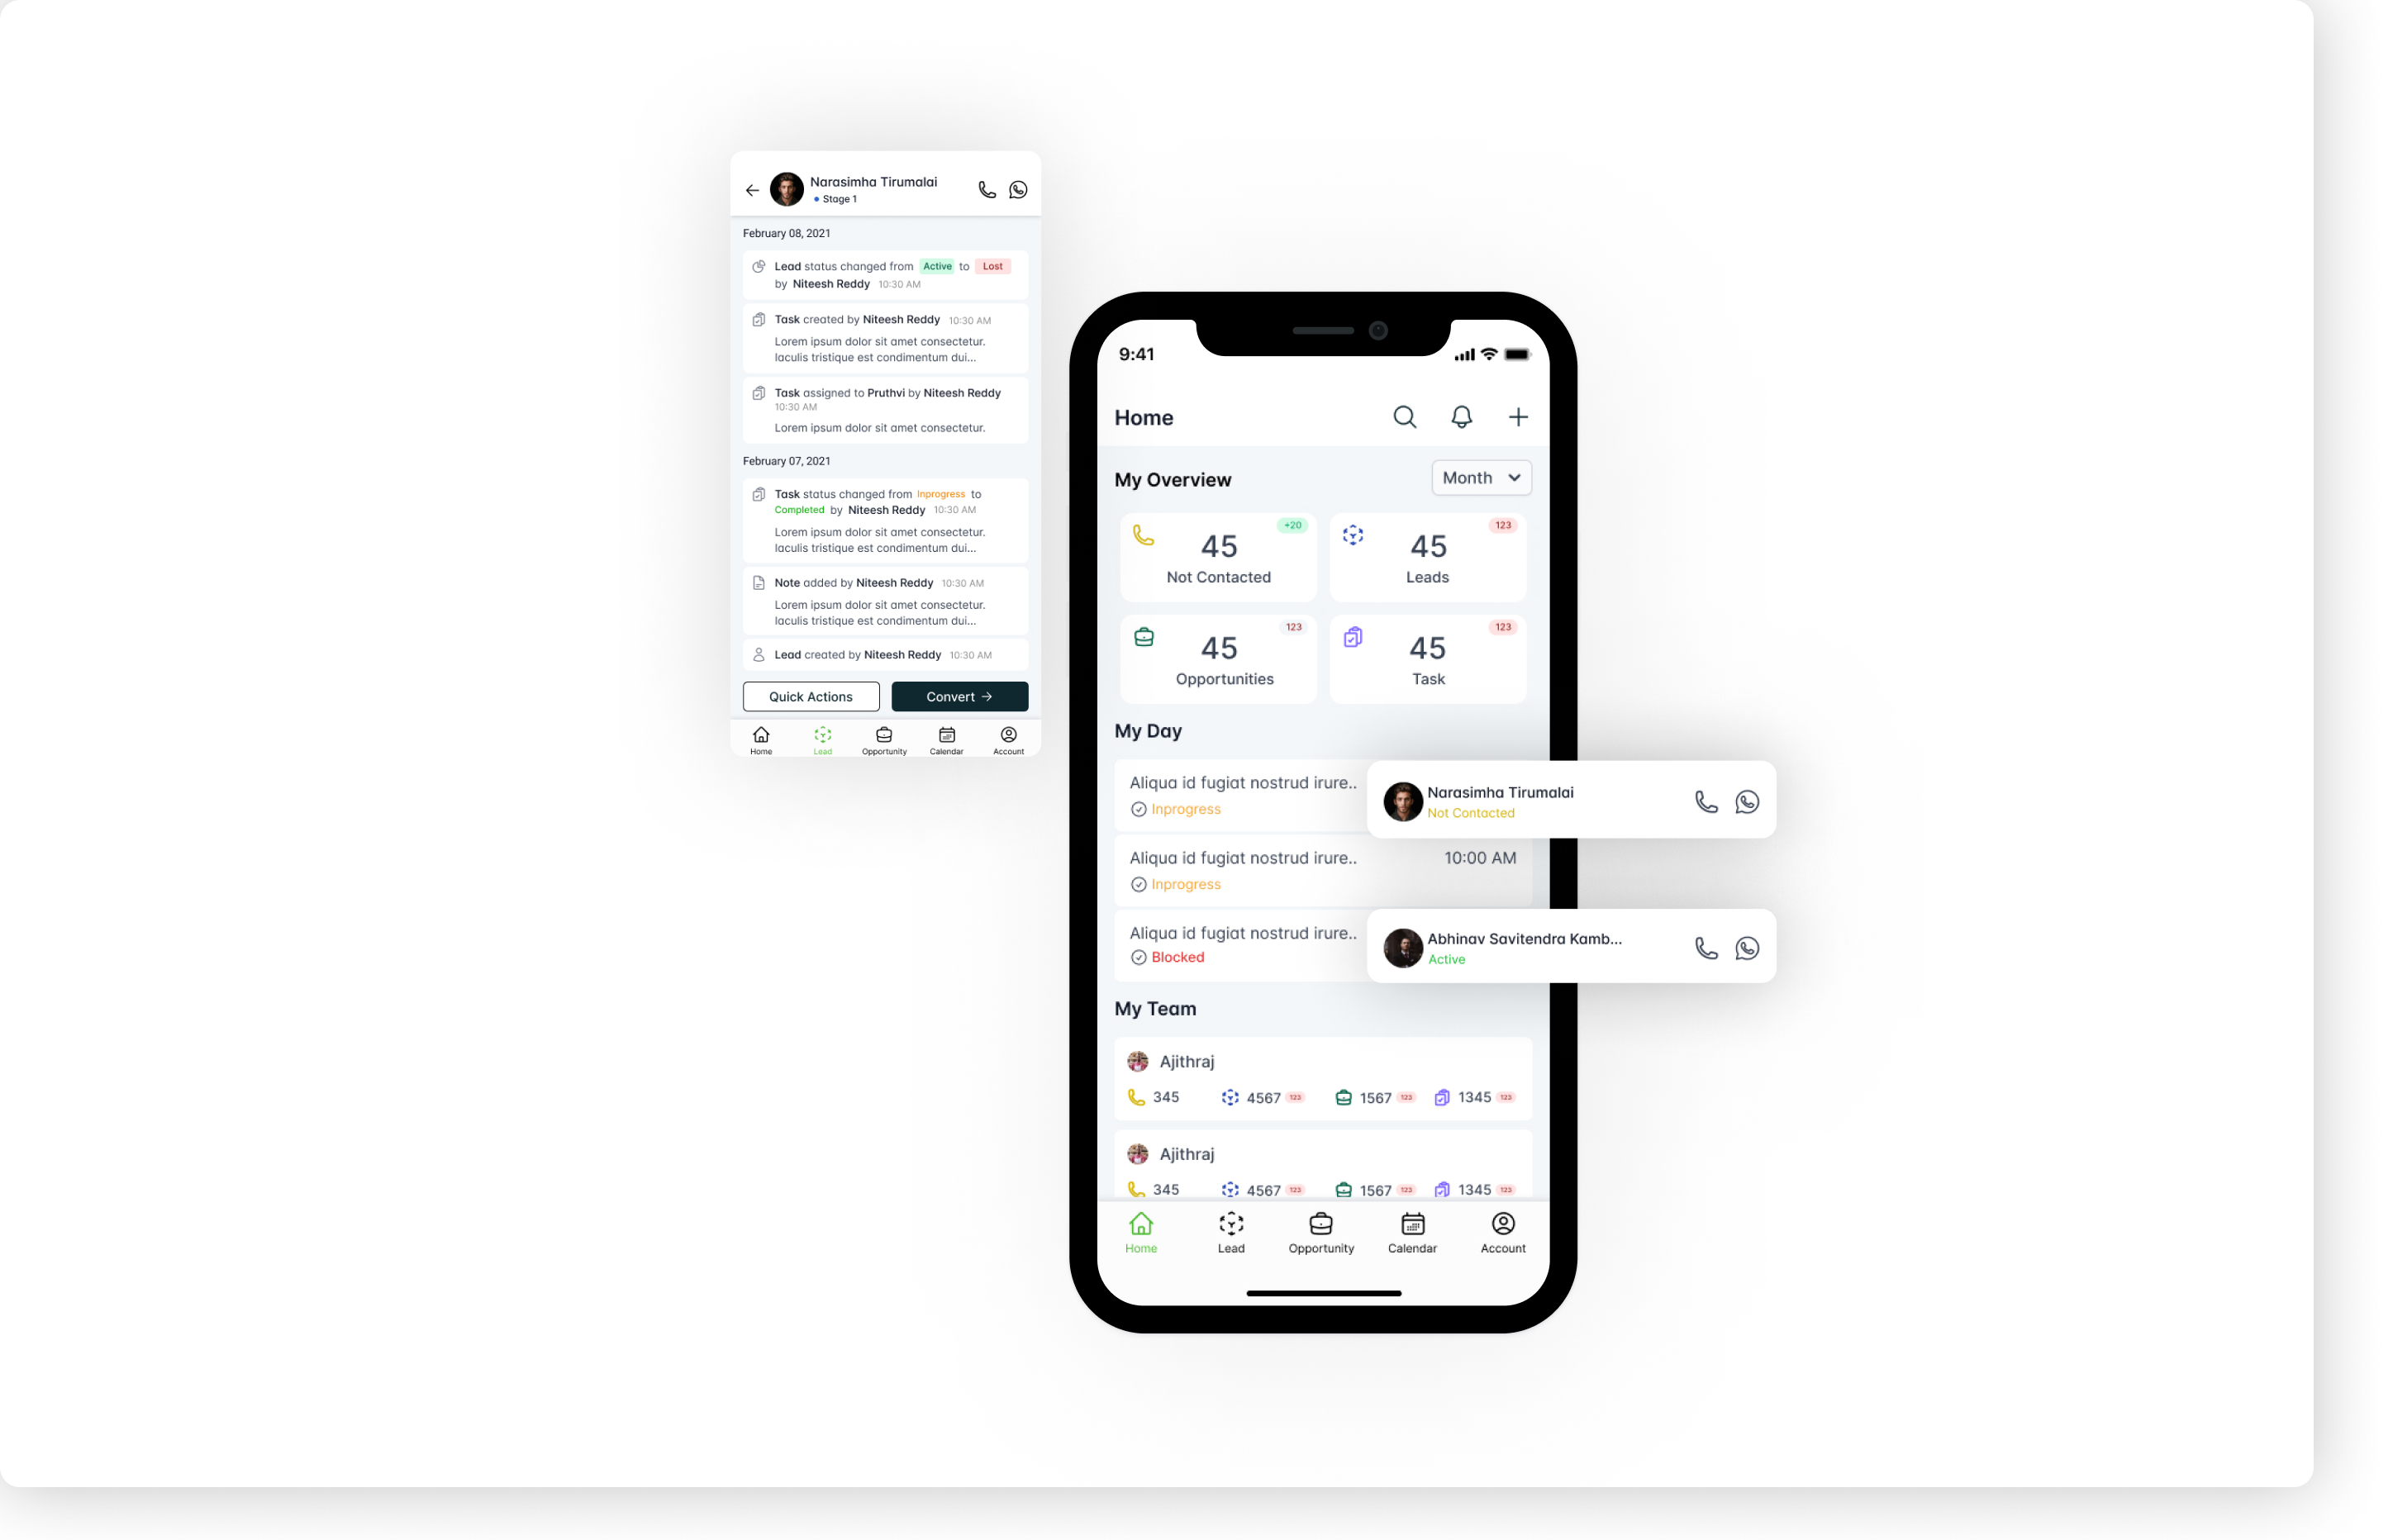 Narasimha Tirumalai
Stage 1
February 08, 2021
Lead status changed from Active to Lost
by Niteesh Reddy 10:30 AM
Task created by Niteesh Reddy 10:30 AM
Lorem ipsum dolor sit amet consectetur.
Iaculis tristique est condimentum dui...
Task assigned to Pruthvi by Niteesh Reddy
10:30 AM
Lorem ipsum dolor sit amet consectetur.
February 07, 2021
Task status changed from Inprogress to
Completed by Niteesh Reddy 10:30 AM
Lorem ipsum dolor sit amet consectetur.
Iaculis tristique est condimentum dui...
Note added by Niteesh Reddy 10:30 AM
Lorem ipsum dolor sit amet consectetur.
Iaculis tristique est condimentum dui...
Lead created by Niteesh Reddy 10:30 AM
Quick Actions Convert →
Home Lead Opportunity Calendar Account
9:41
Home
My Overview Month
+20 123
45 45
Not Contacted Leads
123 123
45 45
Opportunities Task
My Day
Aliqua id fugiat nostrud irure..
Inprogress
Narasimha Tirumalai
Not Contacted
Aliqua id fugiat nostrud irure.. 10:00 AM
Inprogress
Aliqua id fugiat nostrud irure..
Blocked
Abhinav Savitendra Kamb...
Active
My Team
Ajithraj
345 4567 123 1567 123 1345 123
Ajithraj
345 4567 123 1567 123 1345 123
Home Lead Opportunity Calendar Account